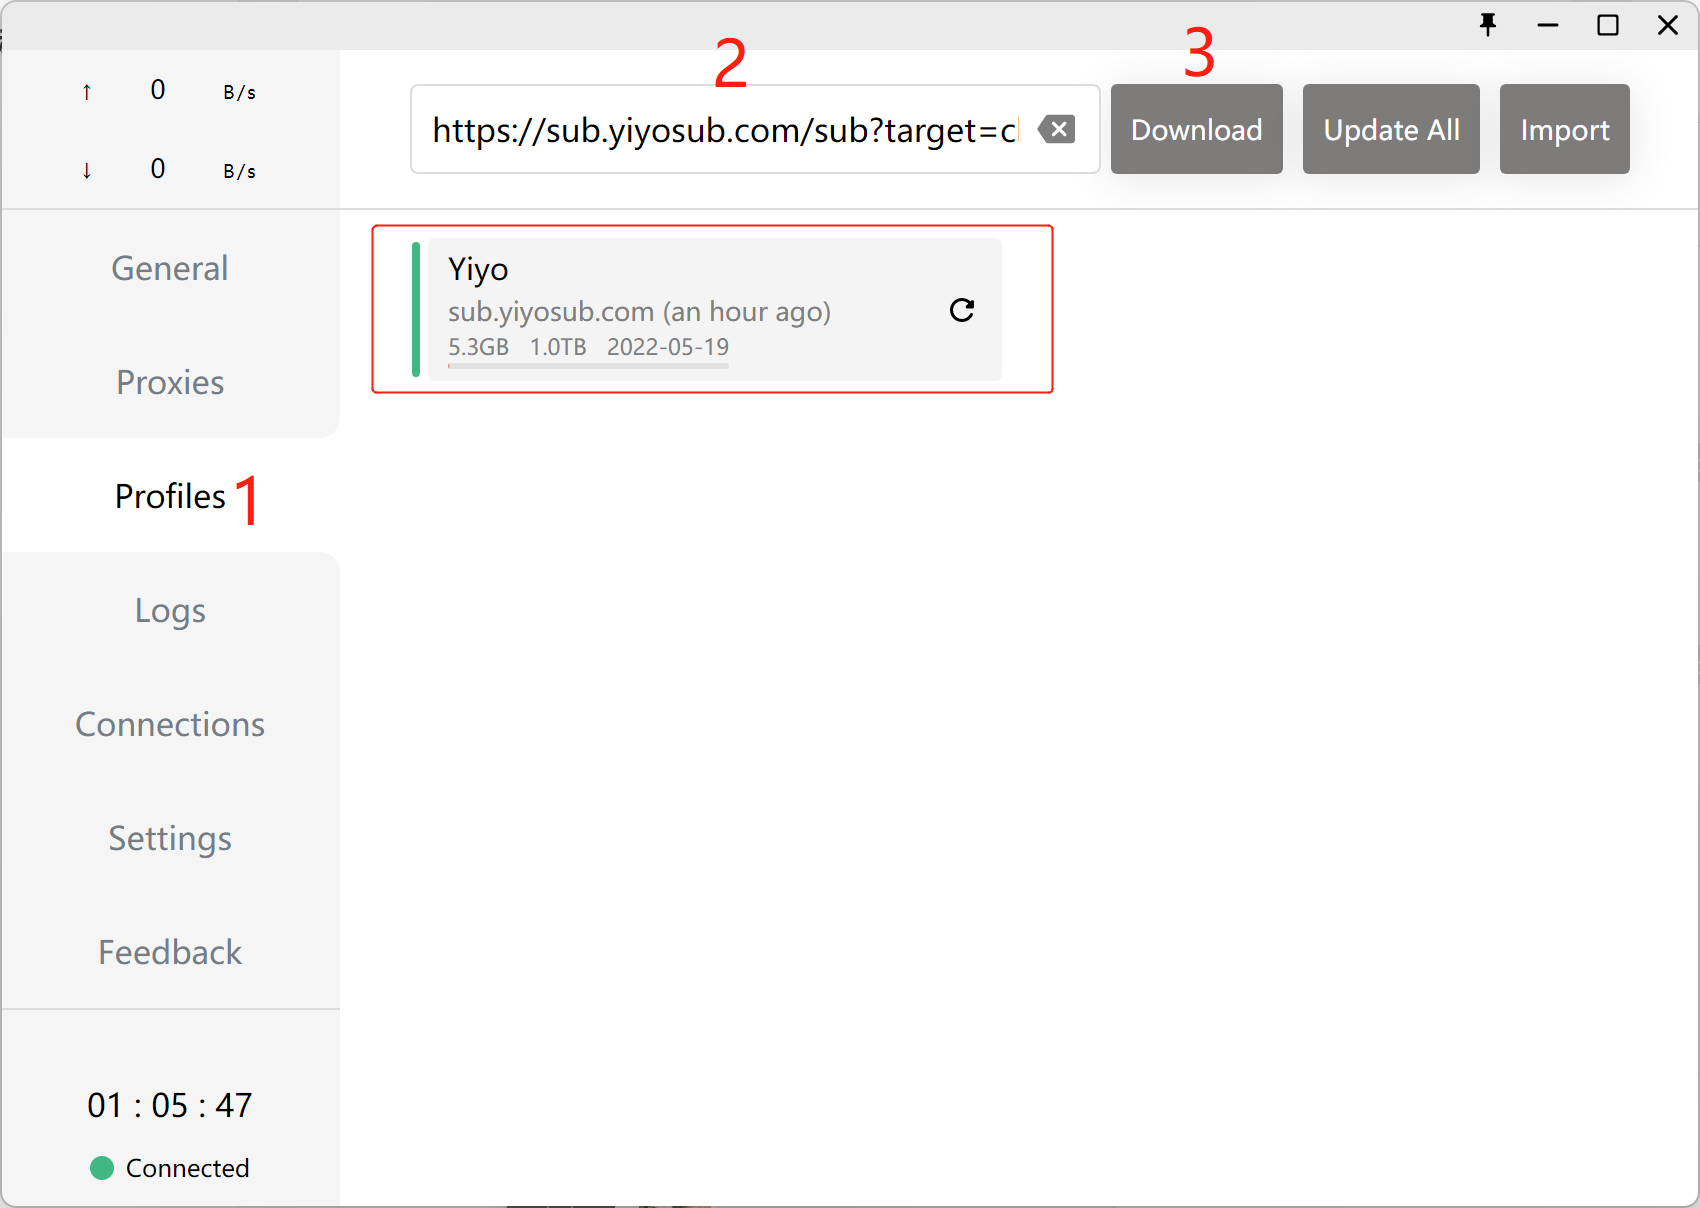 2
3
↑ 0 B/s
↓ 0 B/s
https://sub.yiyosub.com/sub?target=c
Download
Update All
Import
General
Proxies
Profiles 1
Logs
Connections
Settings
Feedback
Yiyo
sub.yiyosub.com (an hour ago)
5.3GB 1.0TB 2022-05-19
01 : 05 : 47
Connected